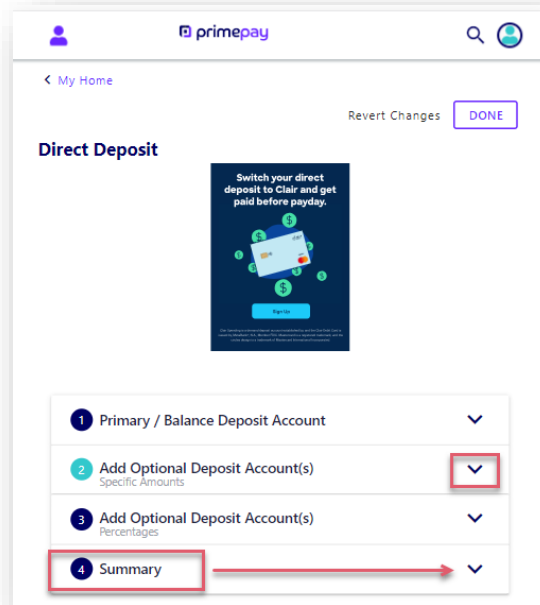 primepay
My Home
Revert Changes
DONE
Direct Deposit
Switch your direct
deposit to Clair and get
paid before payday.
$
$
$
$
$
$
$
Sign Up
1 Primary / Balance Deposit Account
2 Add Optional Deposit Account(s)
Specific Amounts
3 Add Optional Deposit Account(s)
Percentages
4 Summary